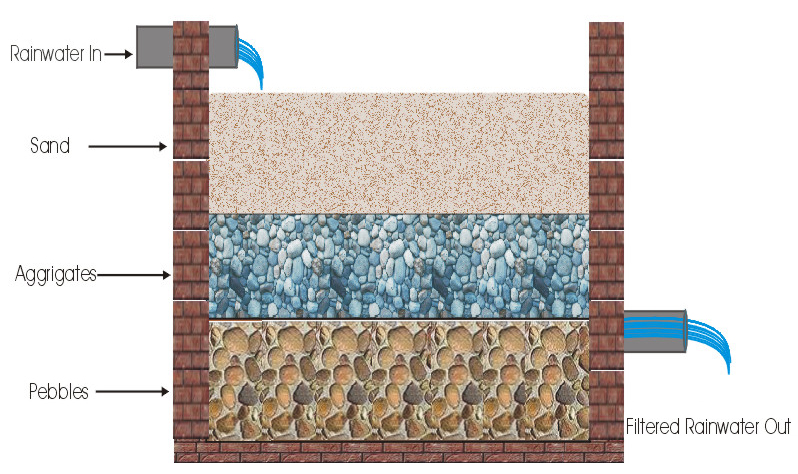 Rainwater In
Sand
Aggrigates
Pebbles
Filtered Rainwater Out